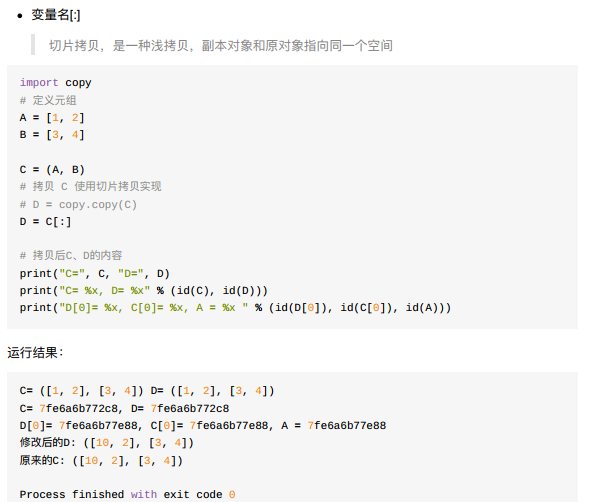 变量名[:]
切片拷贝，是一种浅拷贝，副本对象和原对象指向同一个空间
import copy
# 定义元组
A = [1, 2]
B = [3, 4]
C = (A, B)
# 拷贝 C 使用切片拷贝实现
# D = copy.copy(C)
D = C[:]
# 拷贝后C、D的内容
print("C=", C, "D=", D)
print("C= %x, D= %x" % (id(C), id(D)))
print("D[0]= %x, C[0]= %x, A = %x " % (id(D[0]), id(C[0]), id(A)))
运行结果：
C= ([1, 2], [3, 4]) D= ([1, 2], [3, 4])
C= 7fe6a6b772c8, D= 7fe6a6b772c8
D[0]= 7fe6a6b77e88, C[0]= 7fe6a6b77e88, A = 7fe6a6b77e88
修改后的D: ([10, 2], [3, 4])
原来的C: ([10, 2], [3, 4])
Process finished with exit code 0